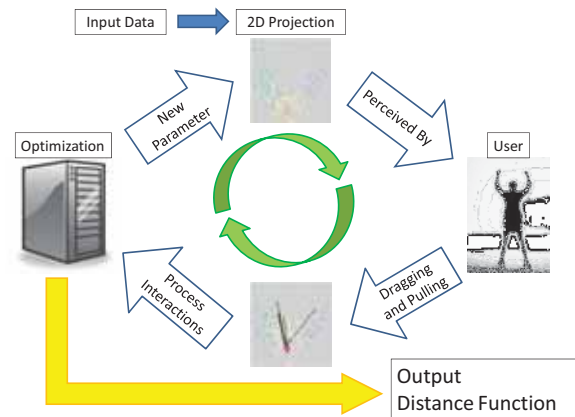 Input Data
2D Projection
New
Parameter
Perceived By
Optimization
User
Process
Interactions
Dragging
and Pulling
Output
Distance Function